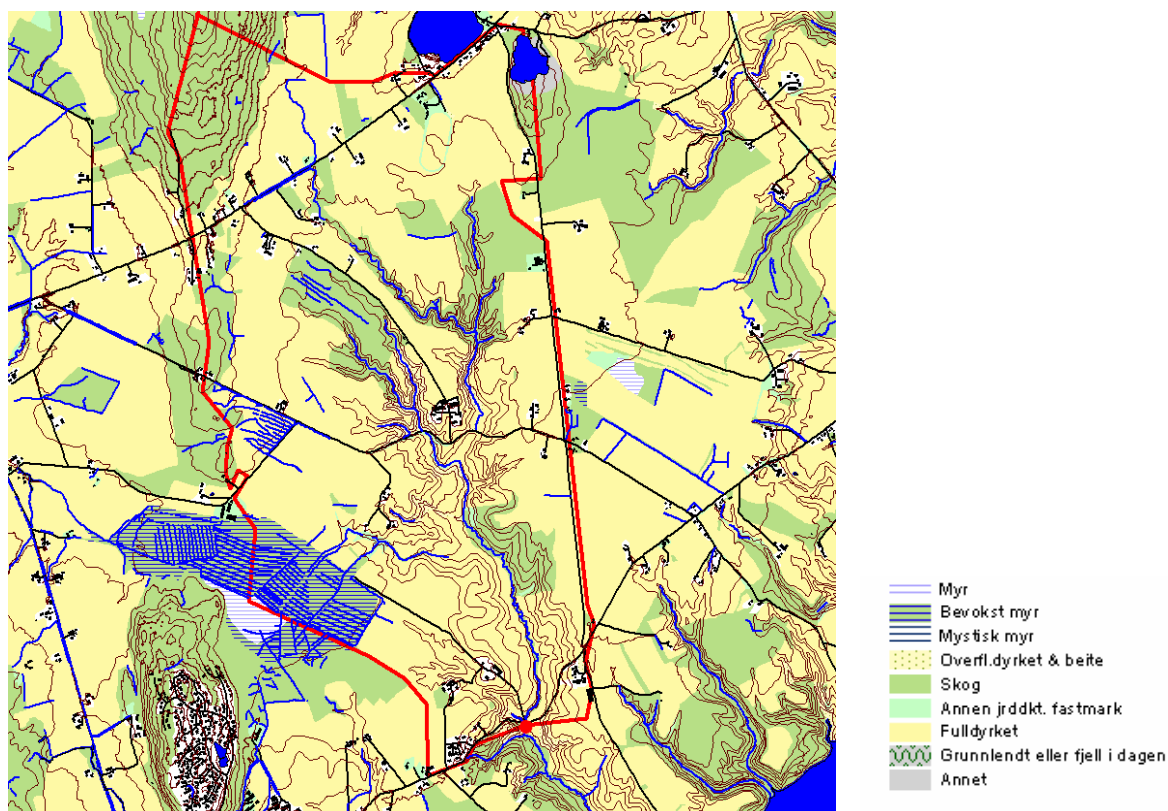 Myr
Bevokst myr
Mystisk myr
Overfl.dyrket & beite
Skog
Annen jrddkt. fastmark
Fulldyrket
Grunnlendt eller fjell i dagen
Annet